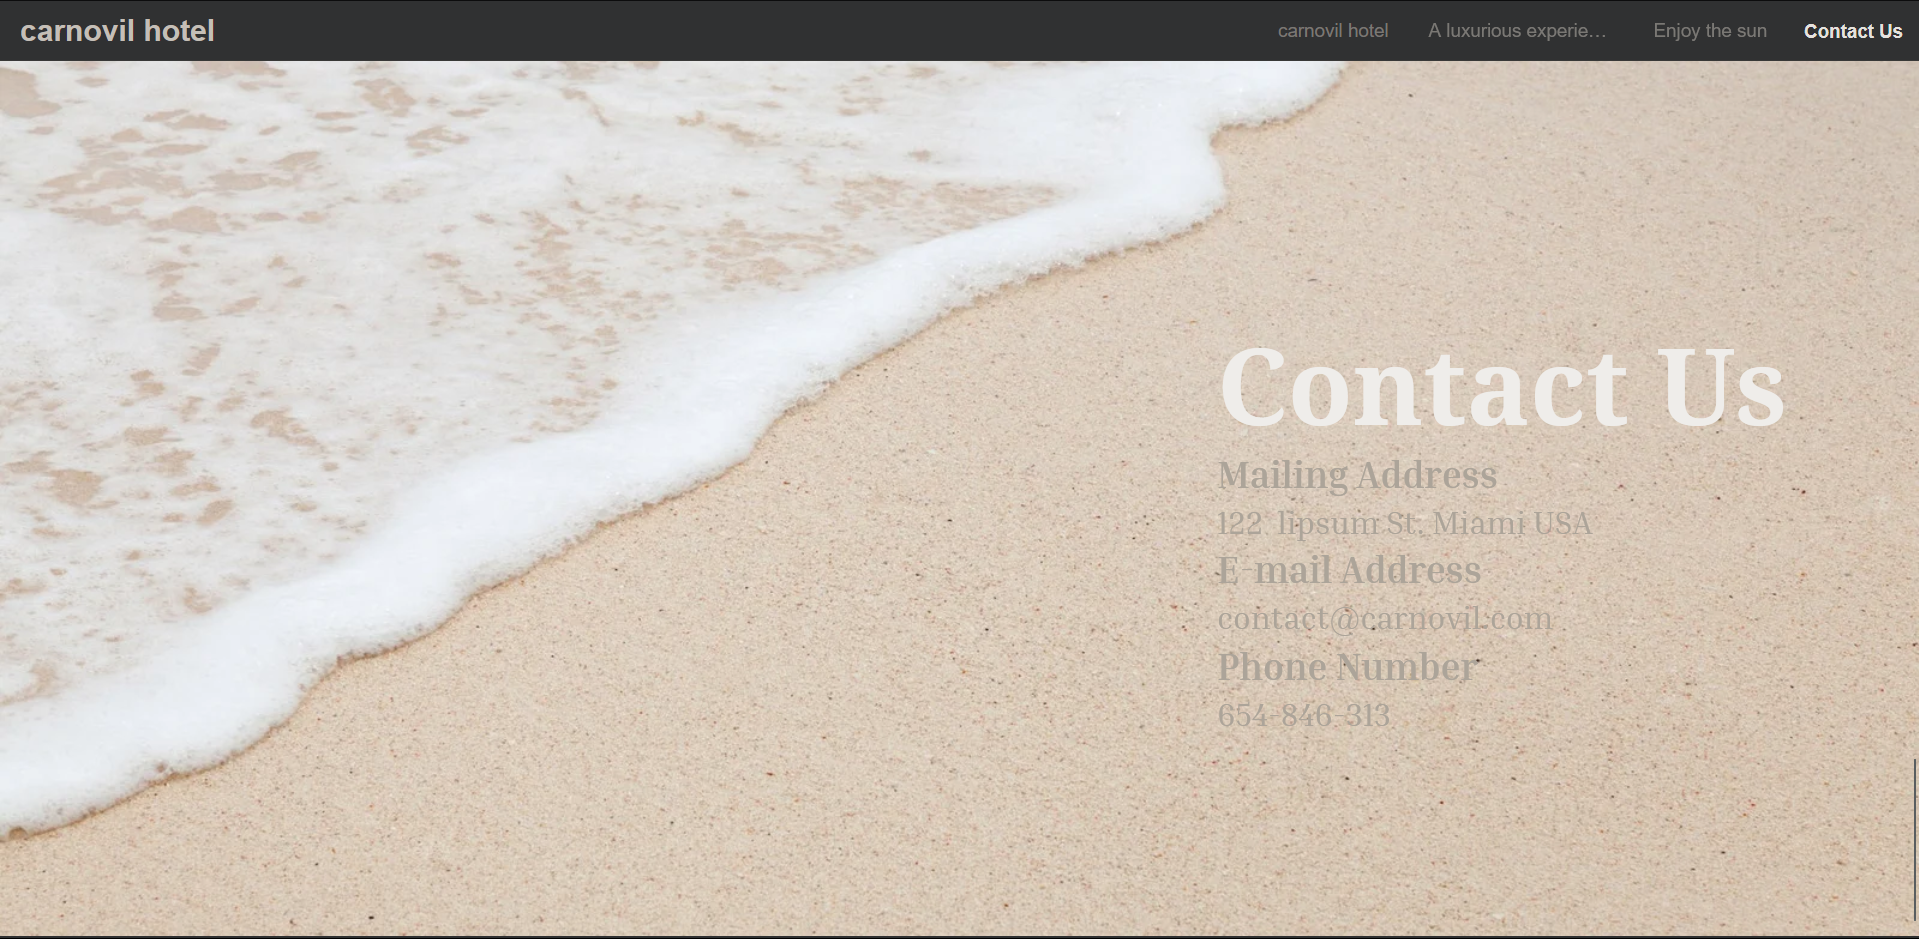 carnovil hotel
carnovil hotel
A luxurious experie...
Enjoy the sun
Contact Us
Contact Us
Mailing Address
122 lipsum St. Miami USA
E-mail Address
contact@carnovil.com
Phone Number
654-846-313